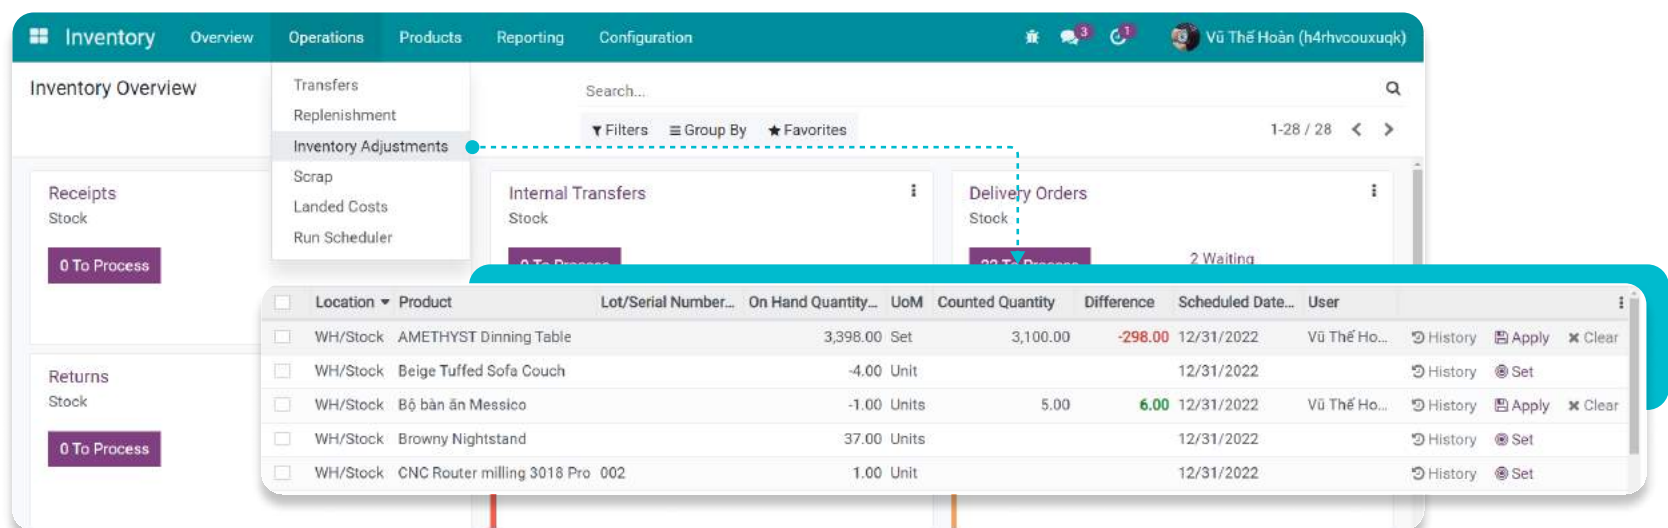 Inventory Overview Operations Products Reporting Configuration 3 1 Vũ Thế Hoàn (h4rhvcouxuqk)
Inventory Overview
Search...
Filters Group By Favorites 1-28 / 28
Transfers
Replenishment
Inventory Adjustments
Scrap
Landed Costs
Run Scheduler
Receipts
Stock
0 To Process
Internal Transfers
Stock
0 To Process
Delivery Orders
Stock
22 To Process
2 Waiting
Returns
Stock
0 To Process
Location Product Lot/Serial Number... On Hand Quantity... UoM Counted Quantity Difference Scheduled Date... User
WH/Stock AMETHYST Dinning Table 3,398.00 Set 3,100.00 -298.00 12/31/2022 Vũ Thế Ho... History Apply Clear
WH/Stock Beige Tuffed Sofa Couch -4.00 Unit 12/31/2022 History Set
WH/Stock Bộ bàn ăn Messico -1.00 Units 5.00 6.00 12/31/2022 Vũ Thế Ho... History Apply Clear
WH/Stock Browny Nightstand 37.00 Units 12/31/2022 History Set
WH/Stock CNC Router milling 3018 Pro 002 1.00 Unit 12/31/2022 History Set